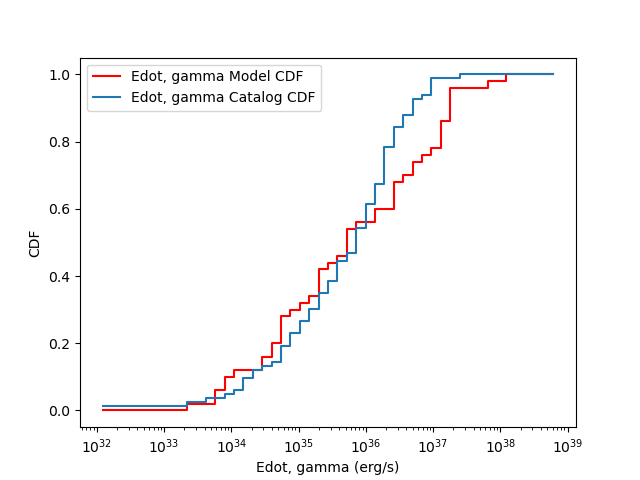 Edot, gamma Model CDF
Edot, gamma Catalog CDF
1.0
0.8
0.6
0.4
0.2
0.0
CDF
10^32 10^33 10^34 10^35 10^36 10^37 10^38 10^39
Edot, gamma (erg/s)